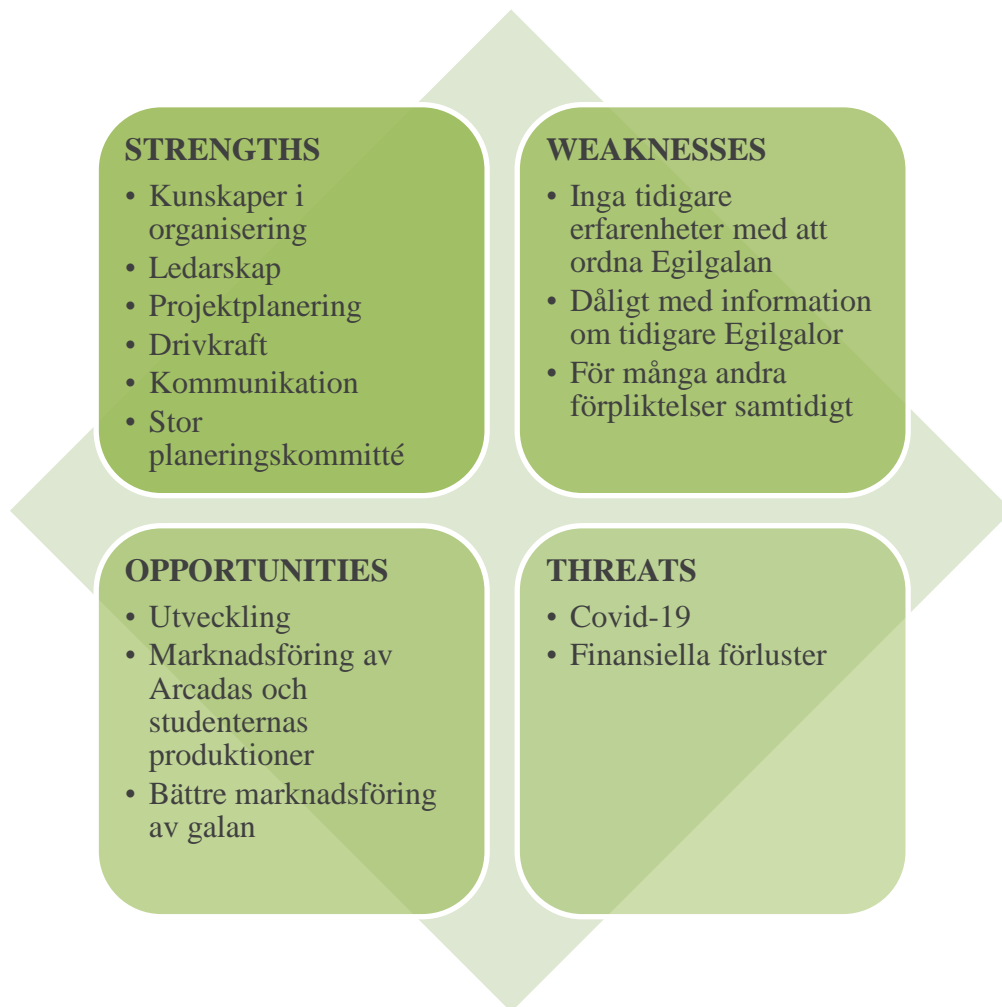 STRENGTHS
• Kunskaper i
organisering
• Ledarskap
• Projektplanering
• Drivkraft
• Kommunikation
• Stor
planeringskommitté
WEAKNESSES
• Inga tidigare
erfarenheter med att
ordna Egilgalan
• Dåligt med information
om tidigare Egilgalor
• För många andra
förpliktelser samtidigt
OPPORTUNITIES
• Utveckling
• Marknadsföring av
Arcadas och
studenternas
produktioner
• Bättre marknadsföring
av galan
THREATS
• Covid-19
• Finansiella förluster